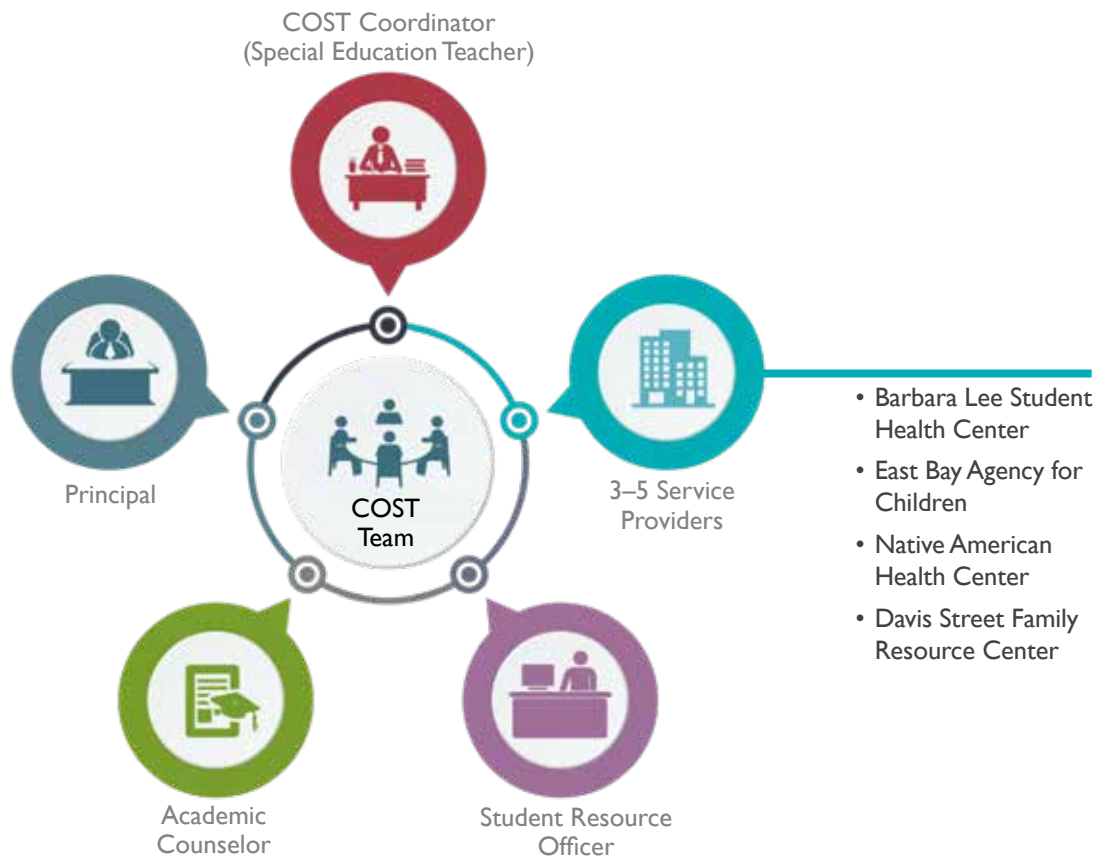 COST Coordinator
(Special Education Teacher)
Principal
COST
Team
3–5 Service
Providers
• Barbara Lee Student
Health Center
• East Bay Agency for
Children
• Native American
Health Center
• Davis Street Family
Resource Center
Academic
Counselor
Student Resource
Officer